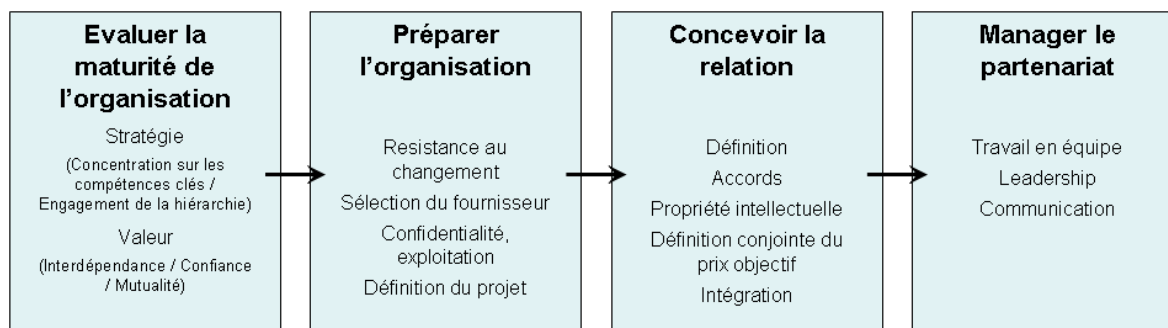 Evaluer la
maturité de
l'organisation
Stratégie
(Concentration sur les
compétences clés /
Engagement de la hiérarchie)
Valeur
(Interdépendance / Confiance
/ Mutualité)
Préparer
l'organisation
Resistance au
changement
Sélection du fournisseur
Confidentialité,
exploitation
Définition du projet
Concevoir la
relation
Définition
Accords
Propriété intellectuelle
Définition conjointe du
prix objectif
Intégration
Manager le
partenariat
Travail en équipe
Leadership
Communication